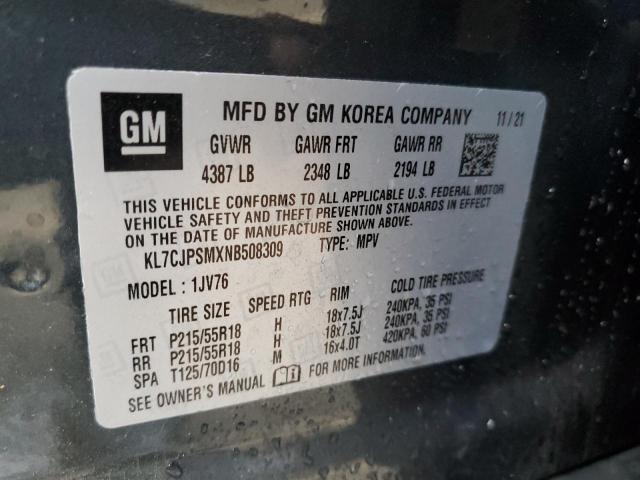 GM MFD BY GM KOREA COMPANY 11 / 21
GVWR GAWR FRT GAWR RR
4387 LB 2348 LB 2194 LB
THIS VEHICLE CONFORMS TO ALL APPLICABLE U.S. FEDERAL MOTOR
VEHICLE SAFETY AND THEFT PREVENTION STANDARDS IN EFFECT
ON THE DATE OF MANUFACTURE SHOWN ABOVE.
KL7CJPSMXNB508309 TYPE: MPV
MODEL : 1JV76
TIRE SIZE SPEED RTG RIM COLD TIRE PRESSURE
FRT P215/55R18 H 18x7.5J 240KPA, 35 PSI
RR P215/55R18 H 18x7.5J 240KPA, 35 PSI
SPA T125/70D16 M 16x4.0T 420KPA, 60 PSI
SEE OWNER'S MANUAL FOR MORE INFORMATION.